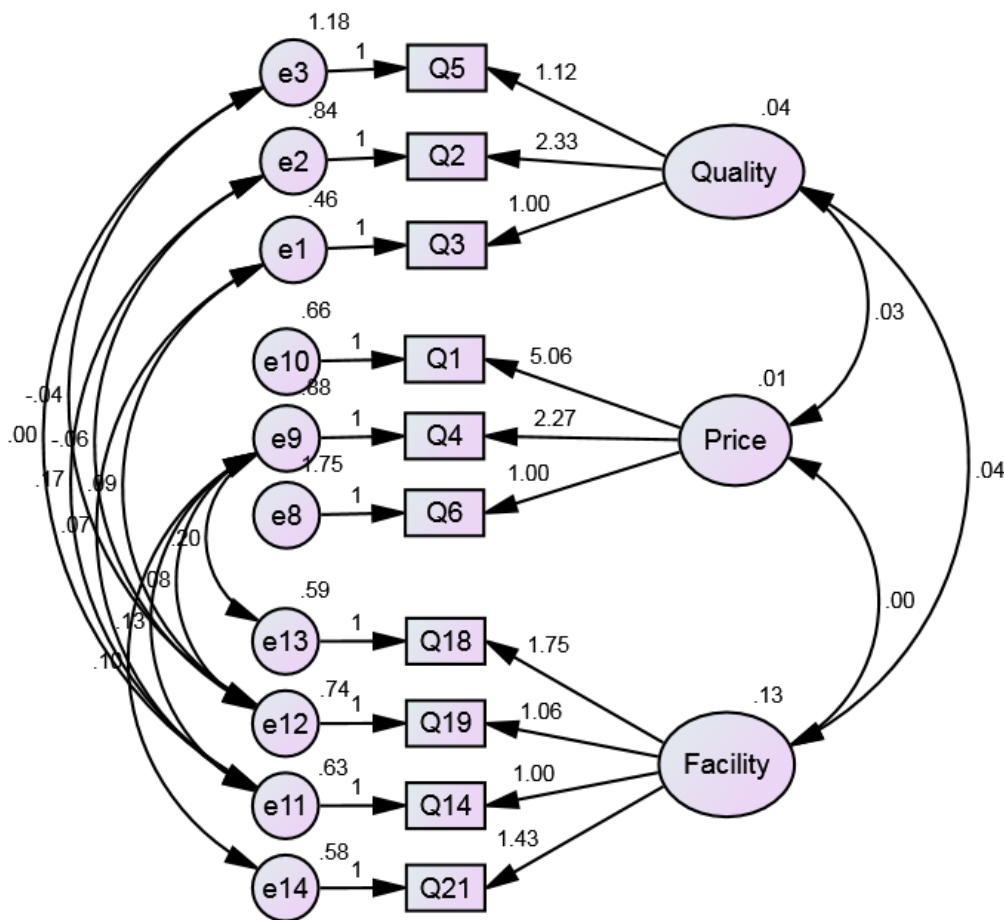 1.18
e3
1
Q5
1.12
.84
e2
1
Q2
2.33
.04
Quality
.46
e1
1
Q3
1.00
.03
.66
e10
1
Q1
5.06
.01
.88
e9
1
Q4
2.27
Price
1.75
e8
1
Q6
1.00
.04
-.04
.00
-.06
.17
.09
.07
.20
.08
.13
.10
.00
.59
e13
1
Q18
1.75
.74
e12
1
Q19
1.06
.13
Facility
.63
e11
1
Q14
1.00
.58
e14
1
Q21
1.43